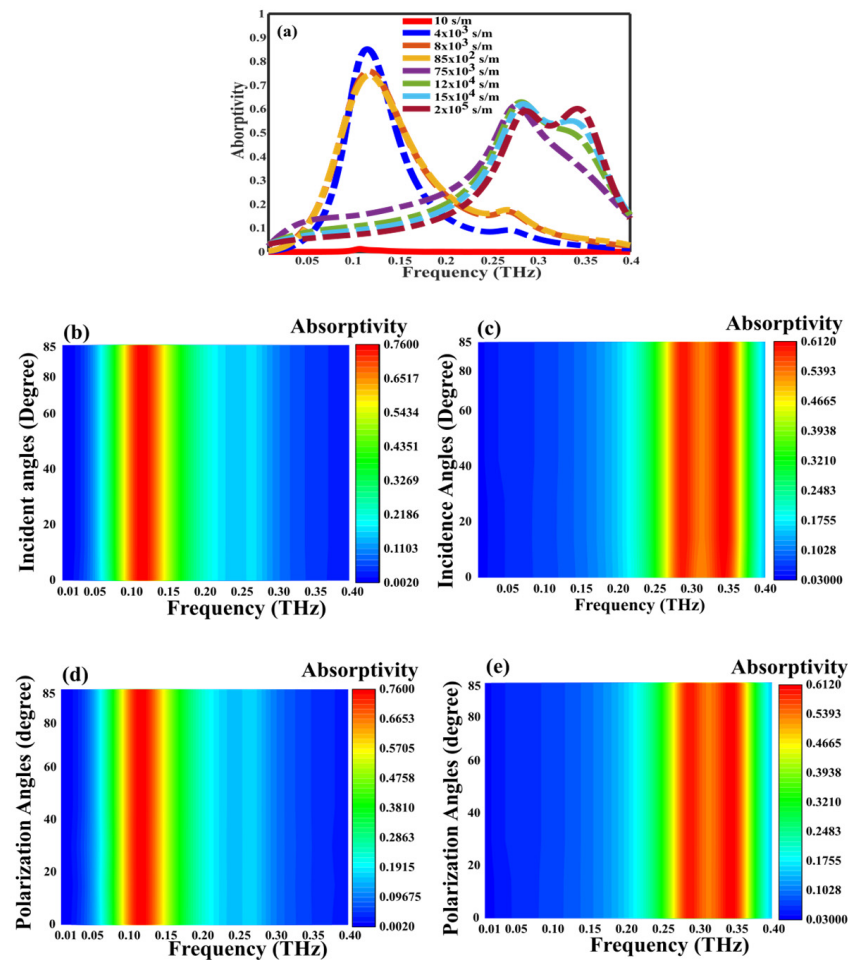 (a)
10 s/m
4x10³ s/m
8x10³ s/m
85x10² s/m
75x10³ s/m
12x10⁴ s/m
15x10⁴ s/m
2x10⁵ s/m
Aborptivity
1
0.9
0.8
0.7
0.6
0.5
0.4
0.3
0.2
0.1
0
0.05 0.1 0.15 0.2 0.25 0.3 0.35 0.4
Frequency (THz)
(b)
Absorptivity
Incident angles (Degree)
85
80
60
40
20
0
0.01 0.05 0.10 0.15 0.20 0.25 0.30 0.35 0.40
Frequency (THz)
0.7600
0.6517
0.5434
0.4351
0.3269
0.2186
0.1103
0.0020
(c)
Absorptivity
Incidence Angles (Degree)
85
80
60
40
20
0
0.05 0.10 0.15 0.20 0.25 0.30 0.35 0.40
Frequency (THz)
0.6120
0.5393
0.4665
0.3938
0.3210
0.2483
0.1755
0.1028
0.03000
(d)
Absorptivity
Polarization Angles (degree)
85
80
60
40
20
0
0.01 0.05 0.10 0.15 0.20 0.25 0.30 0.35 0.40
Frequency (THz)
0.7600
0.6653
0.5705
0.4758
0.3810
0.2863
0.1915
0.09675
0.0020
(e)
Absorptivity
Polarization Angles (degree)
85
80
60
40
20
0
0.01 0.05 0.10 0.15 0.20 0.25 0.30 0.35 0.40
Frequency (THz)
0.6120
0.5393
0.4665
0.3938
0.3210
0.2483
0.1755
0.1028
0.03000